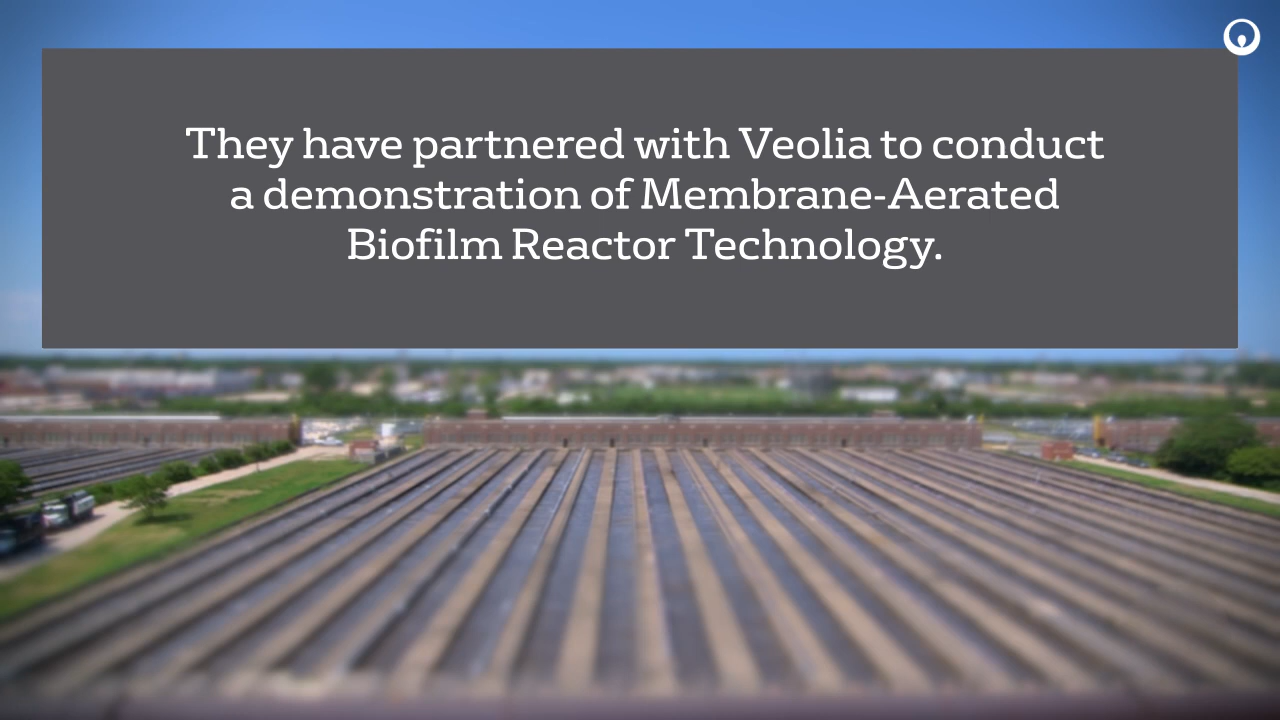 They have partnered with Veolia to conduct
a demonstration of Membrane-Aerated
Biofilm Reactor Technology.